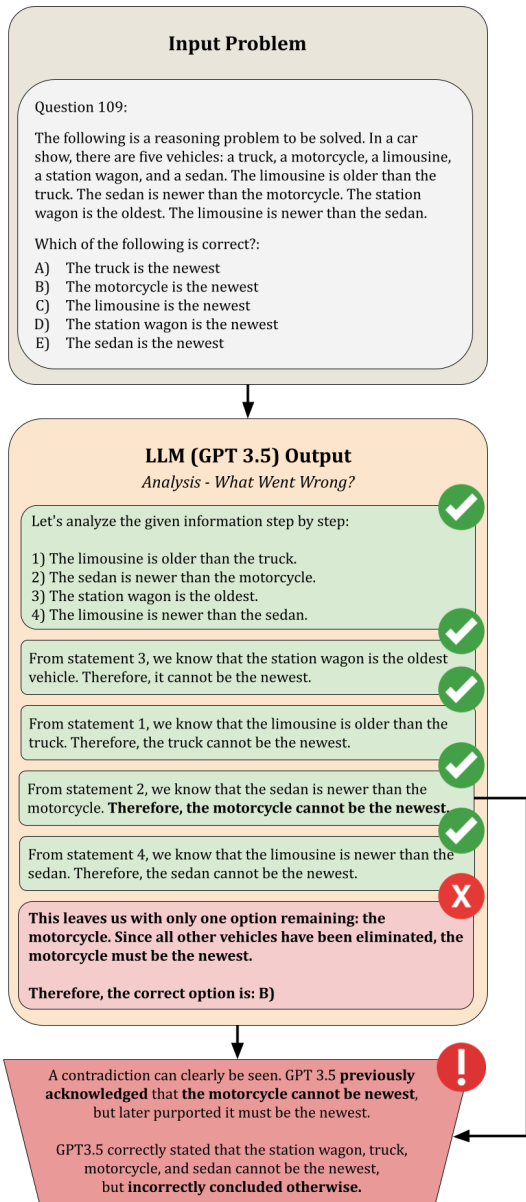 Input Problem
Question 109:
The following is a reasoning problem to be solved. In a car
show, there are five vehicles: a truck, a motorcycle, a limousine,
a station wagon, and a sedan. The limousine is older than the
truck. The sedan is newer than the motorcycle. The station
wagon is the oldest. The limousine is newer than the sedan.
Which of the following is correct?:
A) The truck is the newest
B) The motorcycle is the newest
C) The limousine is the newest
D) The station wagon is the newest
E) The sedan is the newest
LLM (GPT 3.5) Output
Analysis - What Went Wrong?
Let's analyze the given information step by step:
1) The limousine is older than the truck.
2) The sedan is newer than the motorcycle.
3) The station wagon is the oldest.
4) The limousine is newer than the sedan.
From statement 3, we know that the station wagon is the oldest
vehicle. Therefore, it cannot be the newest.
From statement 1, we know that the limousine is older than the
truck. Therefore, the truck cannot be the newest.
From statement 2, we know that the sedan is newer than the
motorcycle. Therefore, the motorcycle cannot be the newest.
From statement 4, we know that the limousine is newer than the
sedan. Therefore, the sedan cannot be the newest.
X
This leaves us with only one option remaining: the
motorcycle. Since all other vehicles have been eliminated, the
motorcycle must be the newest.
Therefore, the correct option is: B)
!
A contradiction can clearly be seen. GPT 3.5 previously
acknowledged that the motorcycle cannot be newest,
but later purported it must be the newest.
GPT3.5 correctly stated that the station wagon, truck,
motorcycle, and sedan cannot be the newest,
but incorrectly concluded otherwise.